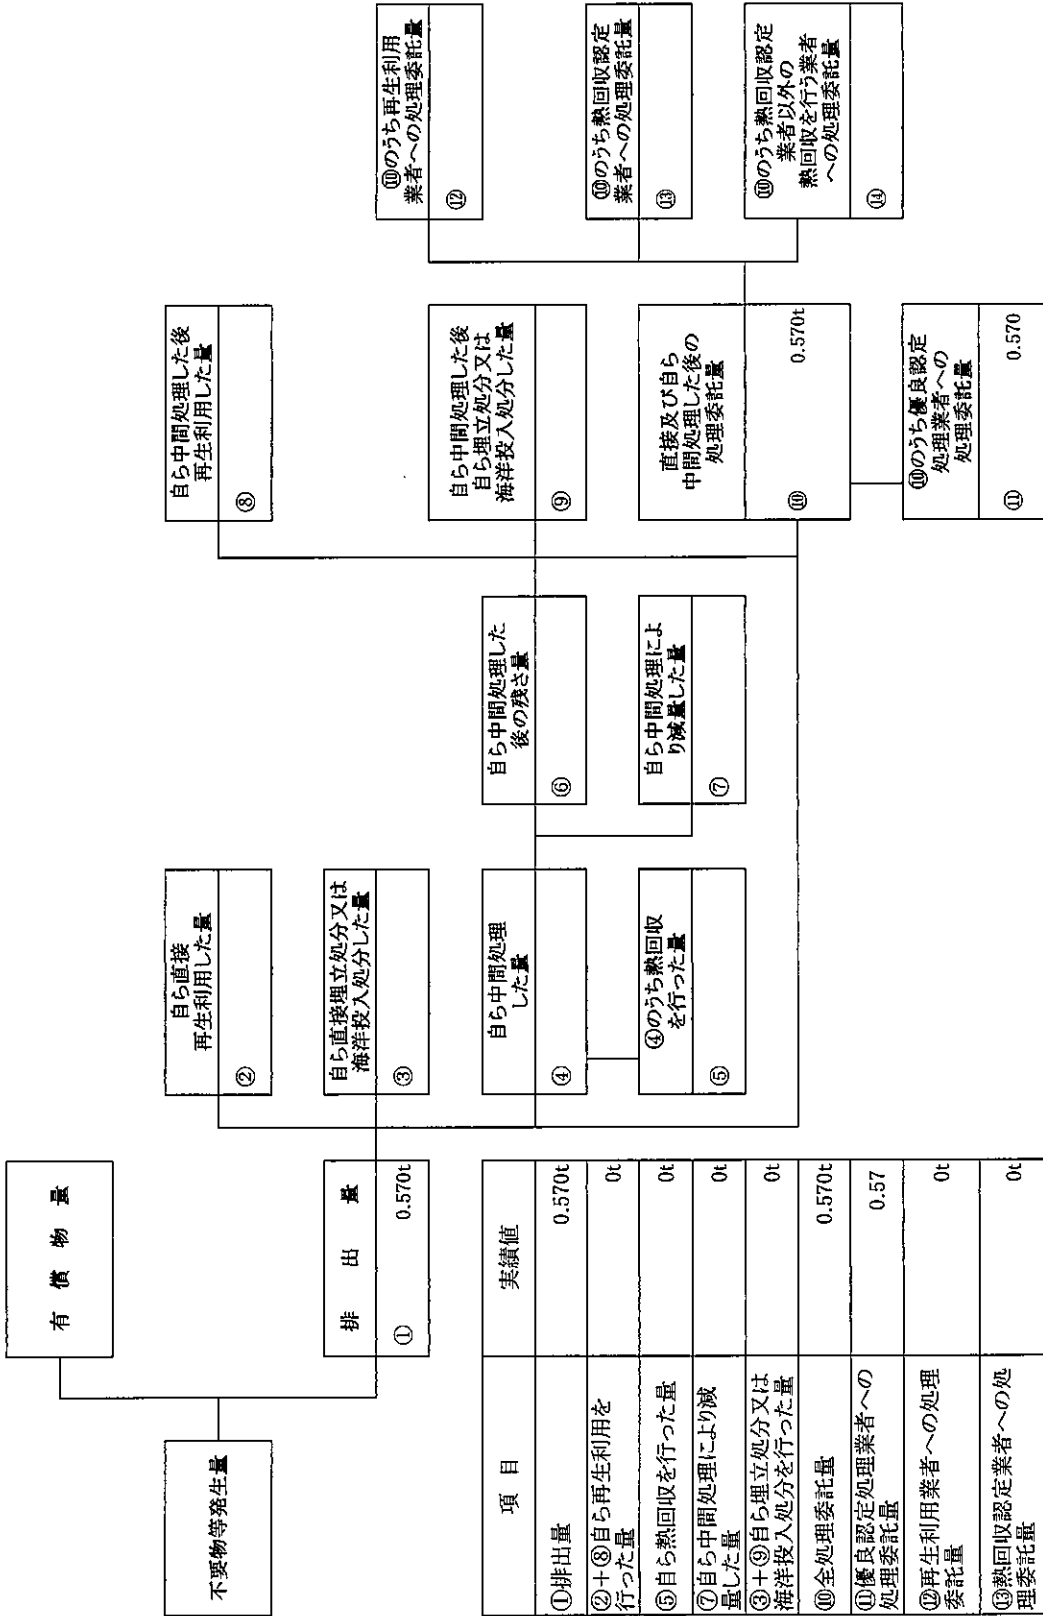 不要物等発生量
有償物量
排出量
① 0.570t
自ら直接
再生利用した量
②
自ら直接埋立処分又は
海洋投入処分した量
③
自ら中間処理
した量
④
④のうち熱回収
を行った量
⑤
自ら中間処理した
後の残さ量
⑥
自ら中間処理によ
り減量した量
⑦
自ら中間処理した後
再生利用した量
⑧
自ら中間処理した後
自ら埋立処分又は
海洋投入処分した量
⑨
直接及び自ら
中間処理した後の
処理委託量
⑩ 0.570t
⑩のうち優良認定
処理業者への
処理委託量
⑪ 0.570
⑩のうち再生利用
業者への処理委託量
⑫
⑩のうち熱回収認定
業者への処理委託量
⑬
⑩のうち熱回収認定
業者以外の
熱回収を行う業者
への処理委託量
⑭
項目 実績値
①排出量 0.570t
②+⑧自ら再生利用を
行った量 0t
⑤自ら熱回収を行った量 0t
⑦自ら中間処理により減
量した量 0t
③+⑨自ら埋立処分又は
海洋投入処分を行った量 0t
⑩全処理委託量 0.570t
⑪優良認定処理業者への
処理委託量 0.57
⑫再生利用業者への処理
委託量 0t
⑬熱回収認定業者への処
理委託量 0t